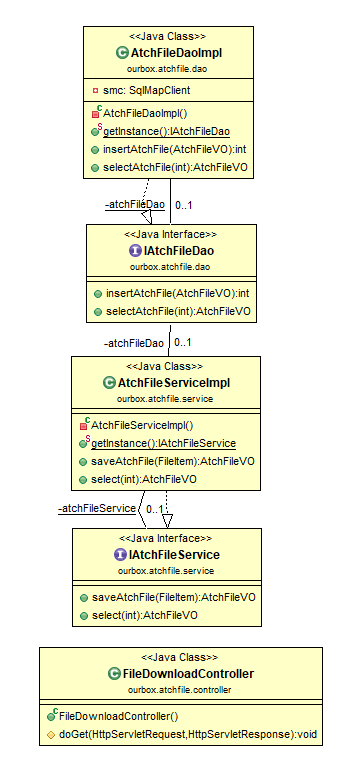 <<Java Class>>
AtchFileDaoImpl
ourbox.atchfile.dao
smc: SqlMapClient
AtchFileDaoImpl()
getInstance():IAtchFileDao
insertAtchFile(AtchFileVO):int
selectAtchFile(int):AtchFileVO
-atchFileDao 0..1
<<Java Interface>>
IAtchFileDao
ourbox.atchfile.dao
insertAtchFile(AtchFileVO):int
selectAtchFile(int):AtchFileVO
-atchFileDao 0..1
<<Java Class>>
AtchFileServiceImpl
ourbox.atchfile.service
AtchFileServiceImpl()
getInstance():IAtchFileService
saveAtchFile(FileItem):AtchFileVO
select(int):AtchFileVO
-atchFileService 0..1
<<Java Interface>>
IAtchFileService
ourbox.atchfile.service
saveAtchFile(FileItem):AtchFileVO
select(int):AtchFileVO
<<Java Class>>
FileDownloadController
ourbox.atchfile.controller
FileDownloadController()
doGet(HttpServletRequest,HttpServletResponse):void